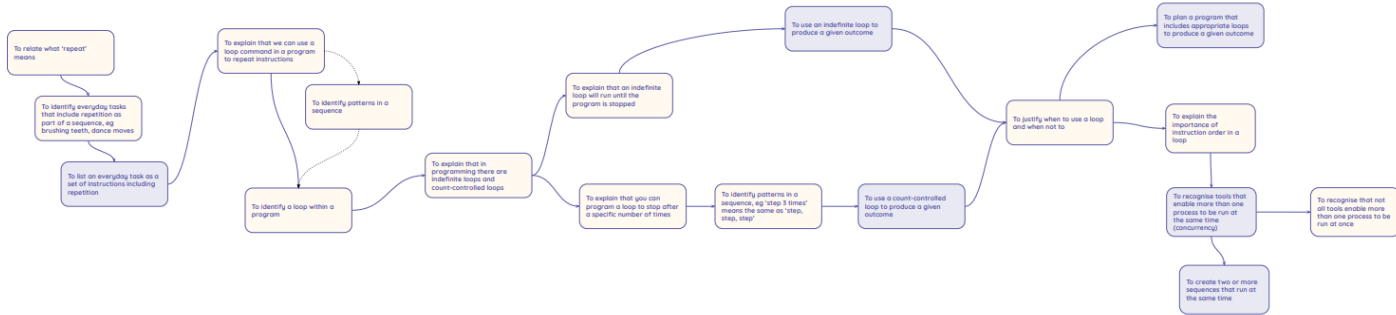 To relate what 'repeat'
means
To identify everyday tasks
that include repetition as
part of a sequence, eg
brushing teeth, dance moves
To list an everyday task as a
set of instructions including
repetition
To explain that we can use a
loop command in a program
to repeat instructions
To identify patterns in a
sequence
To identify a loop within a
program
To explain that in
programming there are
indefinite loops and
count-controlled loops
To explain that an indefinite
loop will run until the
program is stopped
To use an indefinite loop to
produce a given outcome
To explain that you can
program a loop to stop after
a specific number of times
To identify patterns in a
sequence, eg 'step 3 times'
means the same as 'step,
step, step'
To use a count-controlled
loop to produce a given
outcome
To justify when to use a loop
and when not to
To plan a program that
includes appropriate loops
to produce a given outcome
To explain the
importance of
instruction order in a
loop
To recognise tools that
enable more than one
process to be run at
the same time
(concurrency)
To recognise that not
all tools enable more
than one process to be
run at once
To create two or more
sequences that run at
the same time